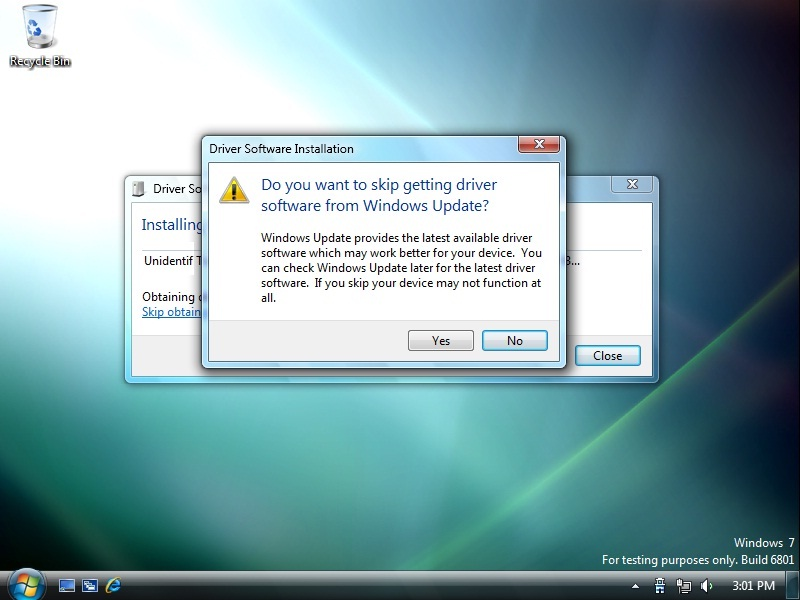 Recycle Bin
Driver Software Installation
Do you want to skip getting driver
software from Windows Update?
Windows Update provides the latest available driver
software which may work better for your device.  You
can check Windows Update later for the latest driver
software.  If you skip your device may not function at
all.
Yes
No
Driver
Installing
Unidentif
Obtaining
Skip
Close
Windows  7
For testing purposes only. Build 6801
3:01 PM